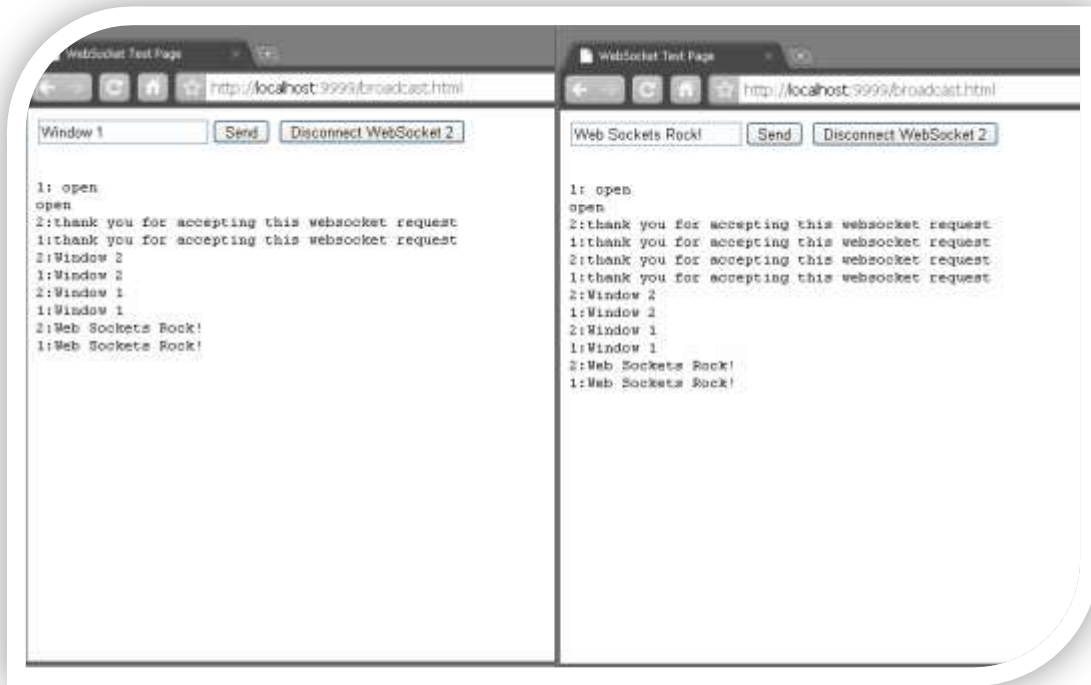 WebSocket Test Page
http://localhost:9999/broadcast.html
Window 1 Send Disconnect WebSocket 2
1: open
open
2:thank you for accepting this websocket request
1:thank you for accepting this websocket request
2:Window 2
1:Window 2
2:Window 1
1:Window 1
2:Web Sockets Rock!
1:Web Sockets Rock!
WebSocket Test Page
http://localhost:9999/broadcast.html
Web Sockets Rock! Send Disconnect WebSocket 2
1: open
open
2:thank you for accepting this websocket request
1:thank you for accepting this websocket request
2:thank you for accepting this websocket request
1:thank you for accepting this websocket request
2:Window 2
1:Window 2
2:Window 1
1:Window 1
2:Web Sockets Rock!
1:Web Sockets Rock!